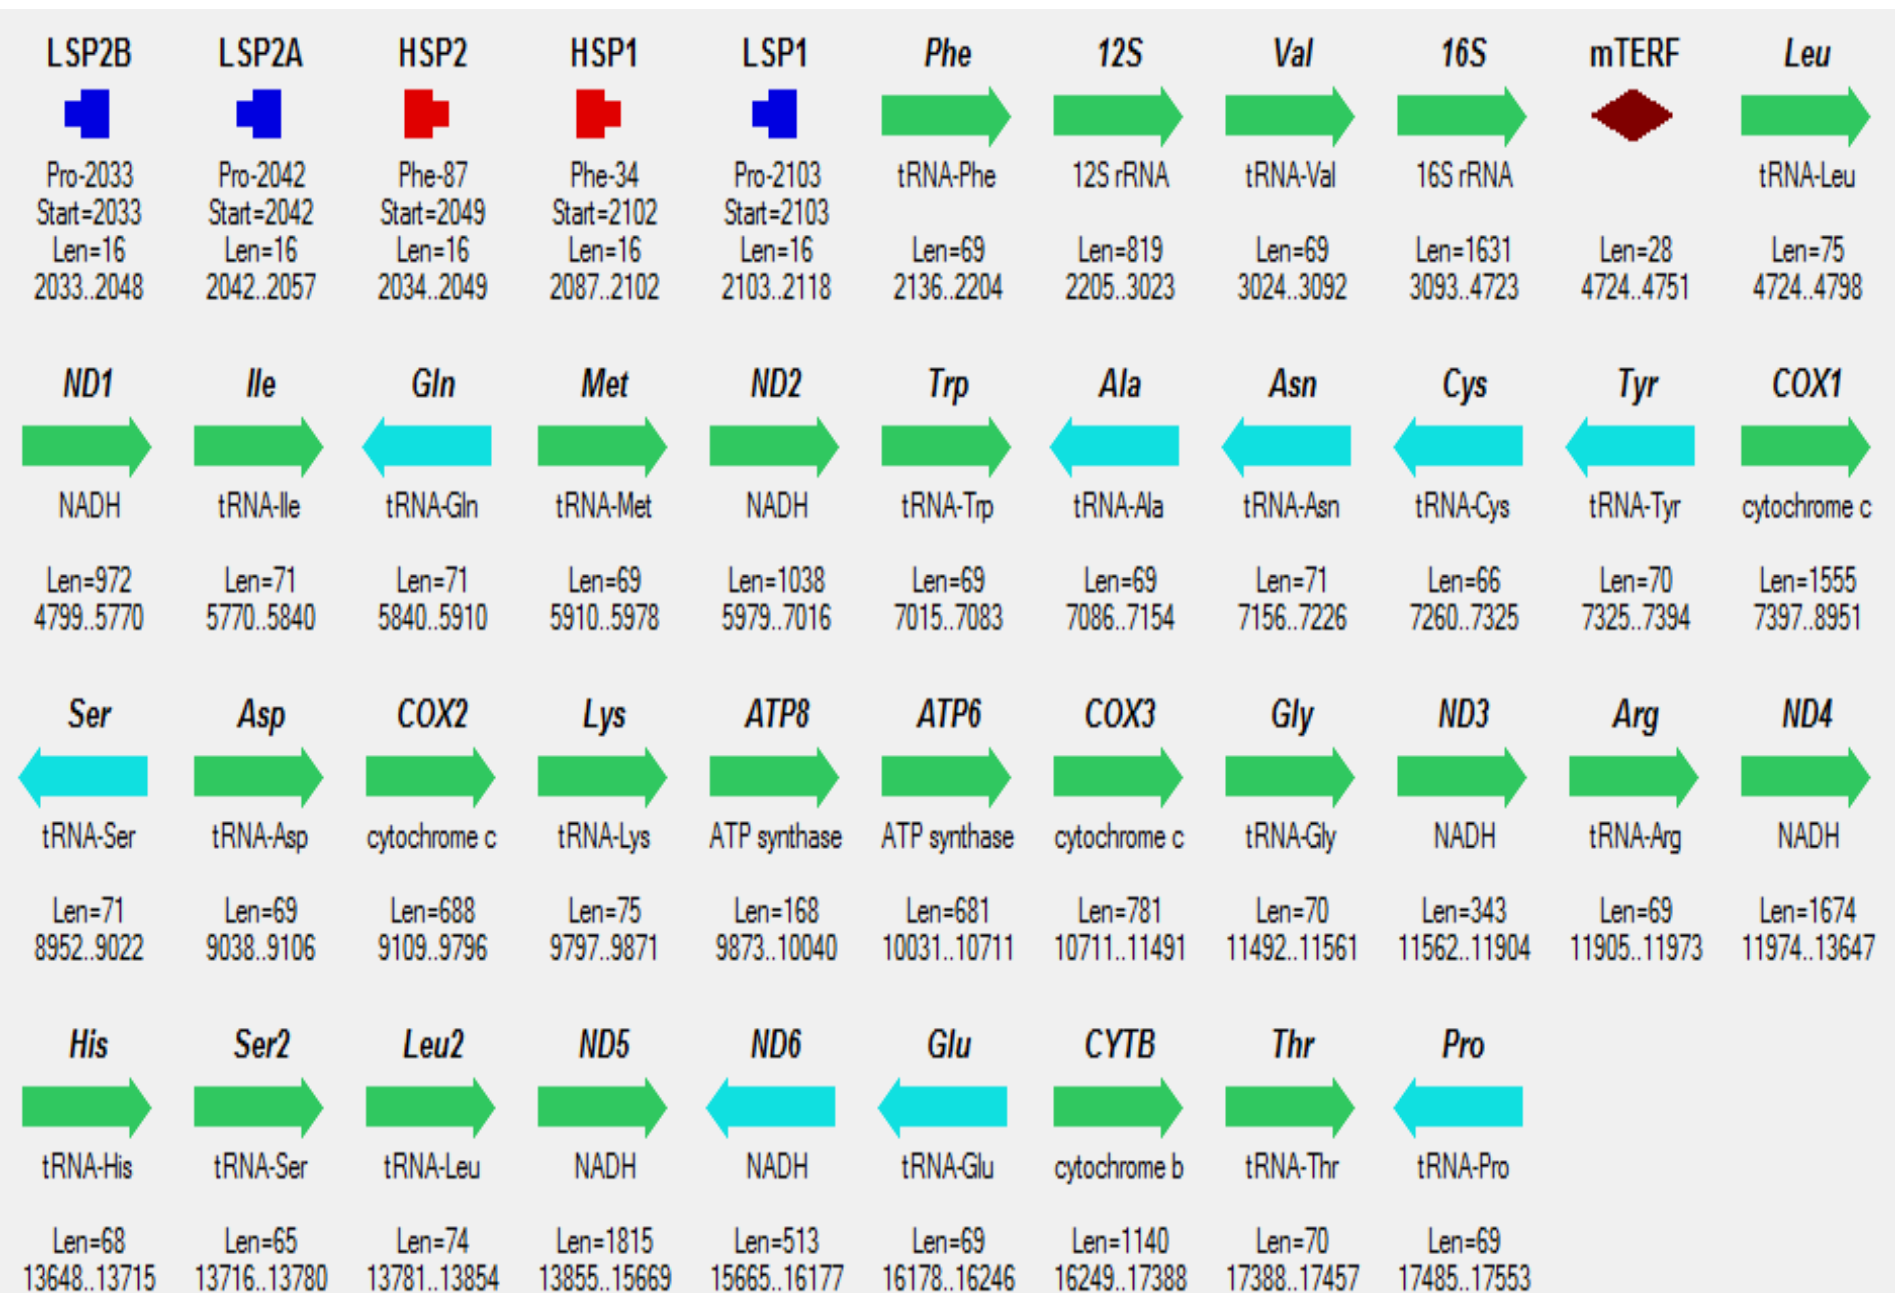 LSP2B LSP2A HSP2 HSP1 LSP1 Phe 12S Val 16S mTERF Leu
Pro-2033 Pro-2042 Phe-87 Phe-34 Pro-2103 tRNA-Phe 12S rRNA tRNA-Val 16S rRNA tRNA-Leu
Start=2033 Start=2042 Start=2049 Start=2102 Start=2103
Len=16 Len=16 Len=16 Len=16 Len=16 Len=69 Len=819 Len=69 Len=1631 Len=28 Len=75
2033..2048 2042..2057 2034..2049 2087..2102 2103..2118 2136..2204 2205..3023 3024..3092 3093..4723 4724..4751 4724..4798
ND1 Ile Gln Met ND2 Trp Ala Asn Cys Tyr COX1
NADH tRNA-Ile tRNA-Gln tRNA-Met NADH tRNA-Trp tRNA-Ala tRNA-Asn tRNA-Cys tRNA-Tyr cytochrome c
Len=972 Len=71 Len=71 Len=69 Len=1038 Len=69 Len=69 Len=71 Len=66 Len=70 Len=1555
4799..5770 5770..5840 5840..5910 5910..5978 5979..7016 7015..7083 7086..7154 7156..7226 7260..7325 7325..7394 7397..8951
Ser Asp COX2 Lys ATP8 ATP6 COX3 Gly ND3 Arg ND4
tRNA-Ser tRNA-Asp cytochrome c tRNA-Lys ATP synthase ATP synthase cytochrome c tRNA-Gly NADH tRNA-Arg NADH
Len=71 Len=69 Len=688 Len=75 Len=168 Len=681 Len=781 Len=70 Len=343 Len=69 Len=1674
8952..9022 9038..9106 9109..9796 9797..9871 9873..10040 10031..10711 10711..11491 11492..11561 11562..11904 11905..11973 11974..13647
His Ser2 Leu2 ND5 ND6 Glu CYTB Thr Pro
tRNA-His tRNA-Ser tRNA-Leu NADH NADH tRNA-Glu cytochrome b tRNA-Thr tRNA-Pro
Len=68 Len=65 Len=74 Len=1815 Len=513 Len=69 Len=1140 Len=70 Len=69
13648..13715 13716..13780 13781..13854 13855..15669 15665..16177 16178..16246 16249..17388 17388..17457 17485..17553